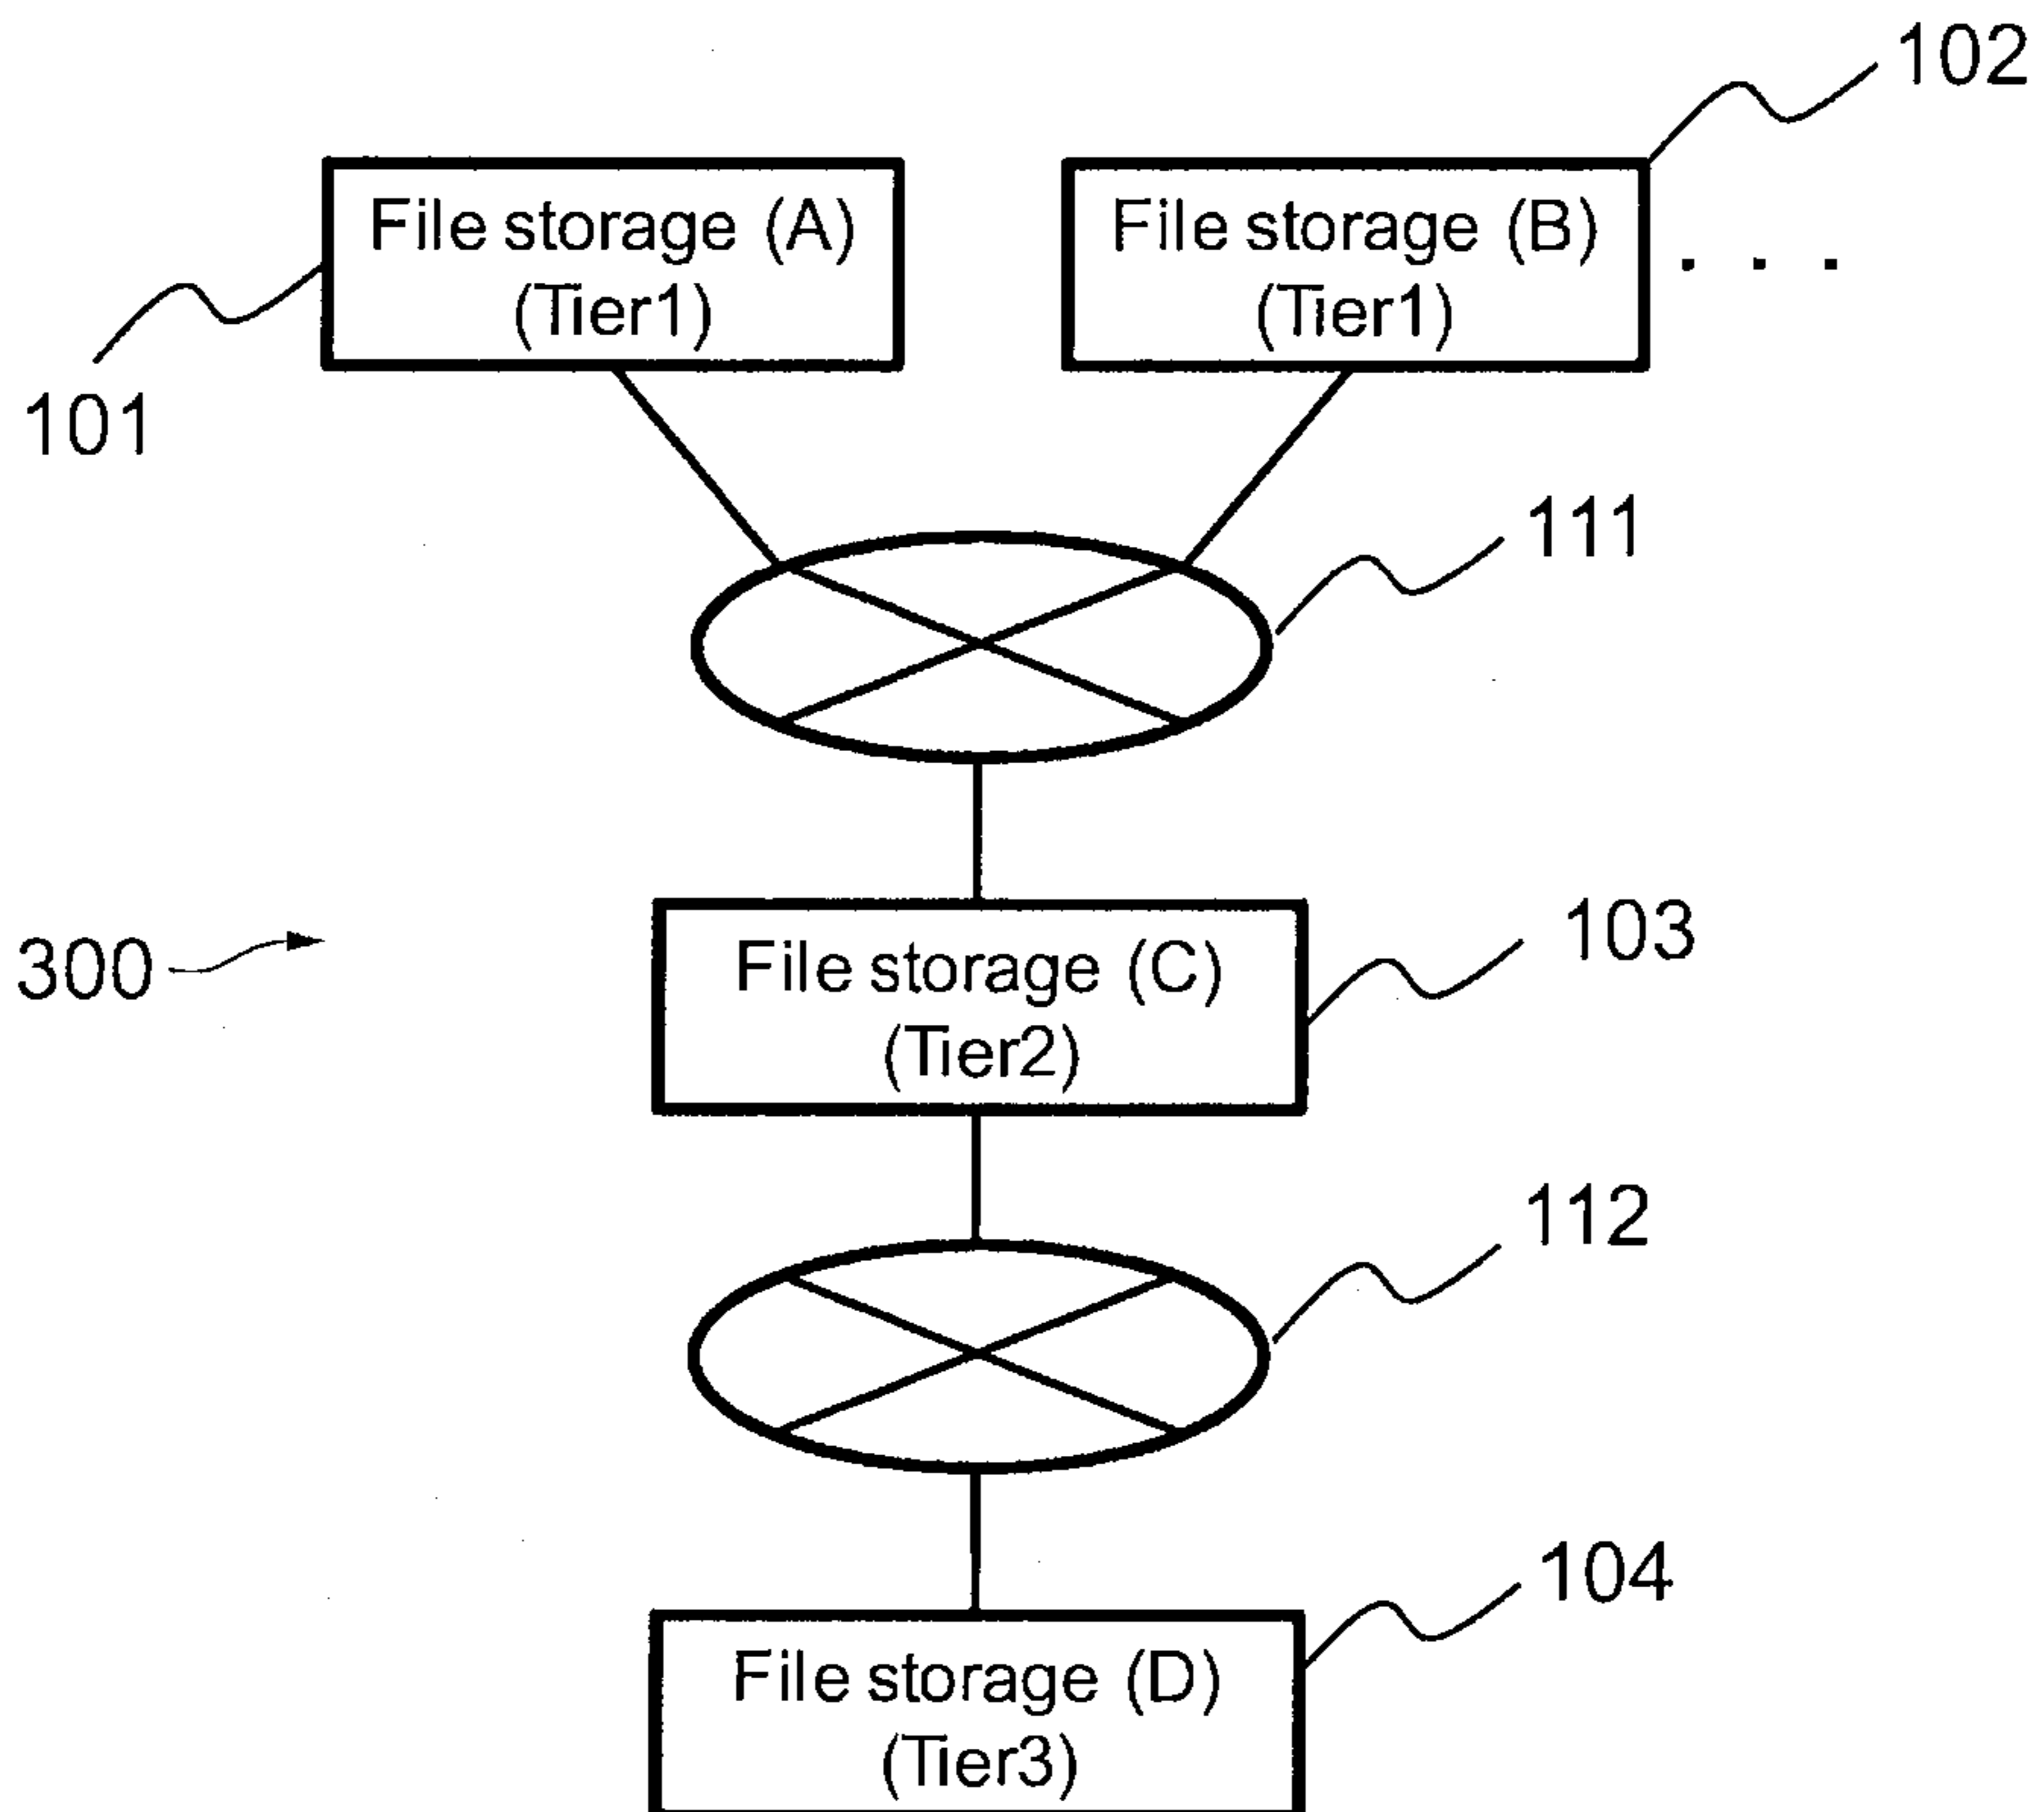 102
File storage (A)
(Tier1)
File storage (B)
(Tier1)
. . .
101
111
300
File storage (C)
(Tier2)
103
112
104
File storage (D)
(Tier3)